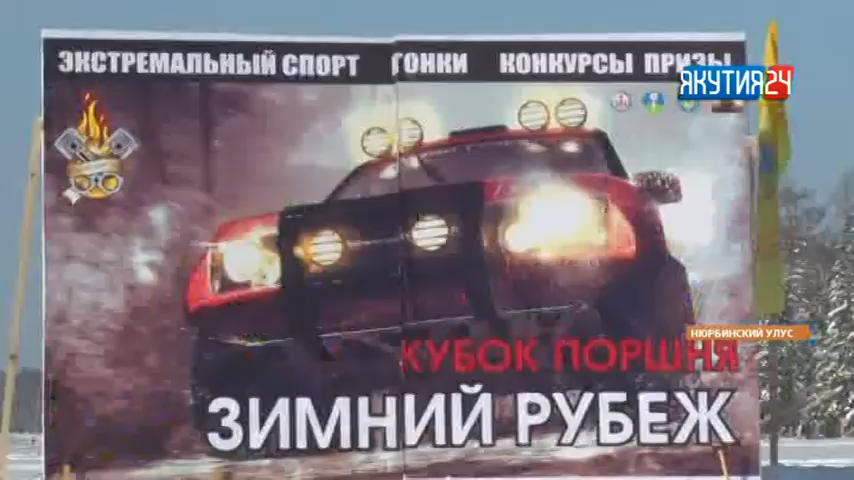 ЭКСТРЕМАЛЬНЫЙ СПОРТ ГОНКИ КОНКУРСЫ ПРИЗЫ
ЯКУТИЯ24
НЮРБИНСКИЙ УЛУС
КУБОК ПОРШНЯ
ЗИМНИЙ РУБЕЖ